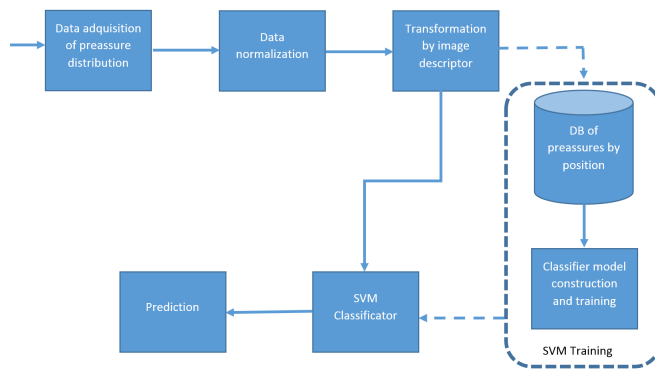 Data adquisition
of preassure
distribution
Data
normalization
Transformation
by image
descriptor
DB of
preassures by
position
Classifier model
construction
and training
SVM Training
SVM
Classificator
Prediction